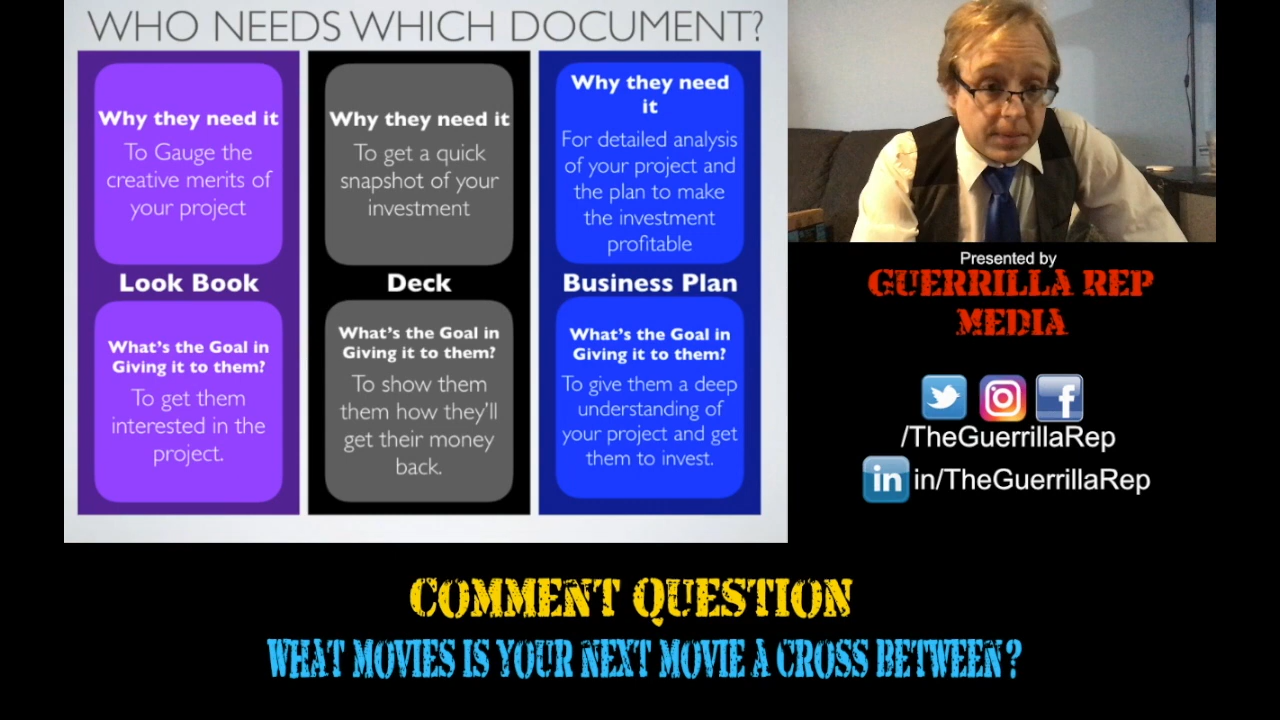 WHO NEEDS WHICH DOCUMENT?
Why they need it
To Gauge the
creative merits of
your project
Look Book
What's the Goal in
Giving it to them?
To get them
interested in the
project.
Why they need it
To get a quick
snapshot of your
investment
Deck
What's the Goal in
Giving it to them?
To show them
them how they'll
get their money
back.
Why they need
it
For detailed analysis
of your project and
the plan to make
the investment
profitable
Business Plan
What's the Goal in
Giving it to them?
To give them a deep
understanding of
your project and get
them to invest.
Presented by
GUERRILLA REP
MEDIA
/TheGuerrillaRep
in
in/TheGuerrillaRep
COMMENT QUESTION
WHAT MOVIES IS YOUR NEXT MOVIE A CROSS BETWEEN?